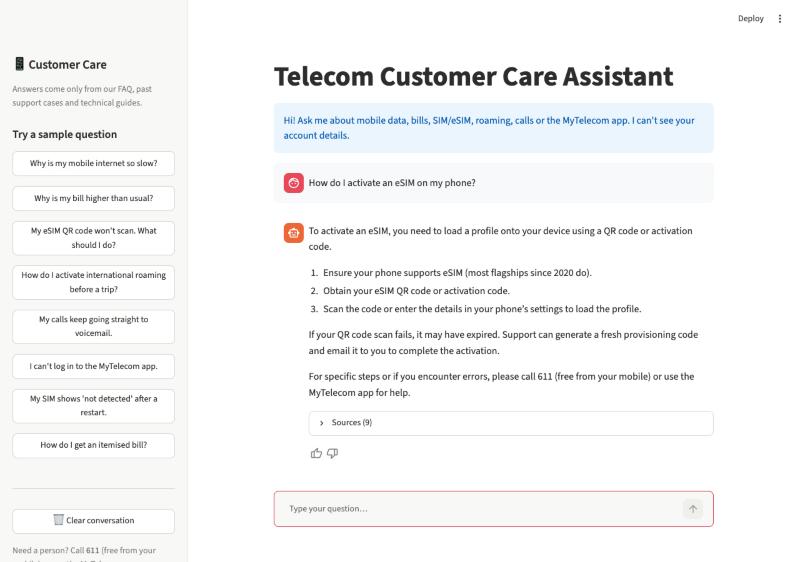 Deploy
Customer Care
Answers come only from our FAQ, past
support cases and technical guides.
Try a sample question
Why is my mobile internet so slow?
Why is my bill higher than usual?
My eSIM QR code won't scan. What
should I do?
How do I activate international roaming
before a trip?
My calls keep going straight to
voicemail.
I can't log in to the MyTelecom app.
My SIM shows 'not detected' after a
restart.
How do I get an itemised bill?
Clear conversation
Need a person? Call 611 (free from your
Telecom Customer Care Assistant
Hi! Ask me about mobile data, bills, SIM/eSIM, roaming, calls or the MyTelecom app. I can't see your
account details.
How do I activate an eSIM on my phone?
To activate an eSIM, you need to load a profile onto your device using a QR code or activation
code.
1. Ensure your phone supports eSIM (most flagships since 2020 do).
2. Obtain your eSIM QR code or activation code.
3. Scan the code or enter the details in your phone's settings to load the profile.
If your QR code scan fails, it may have expired. Support can generate a fresh provisioning code
and email it to you to complete the activation.
For specific steps or if you encounter errors, please call 611 (free from your mobile) or use the
MyTelecom app for help.
Sources (9)
Type your question...